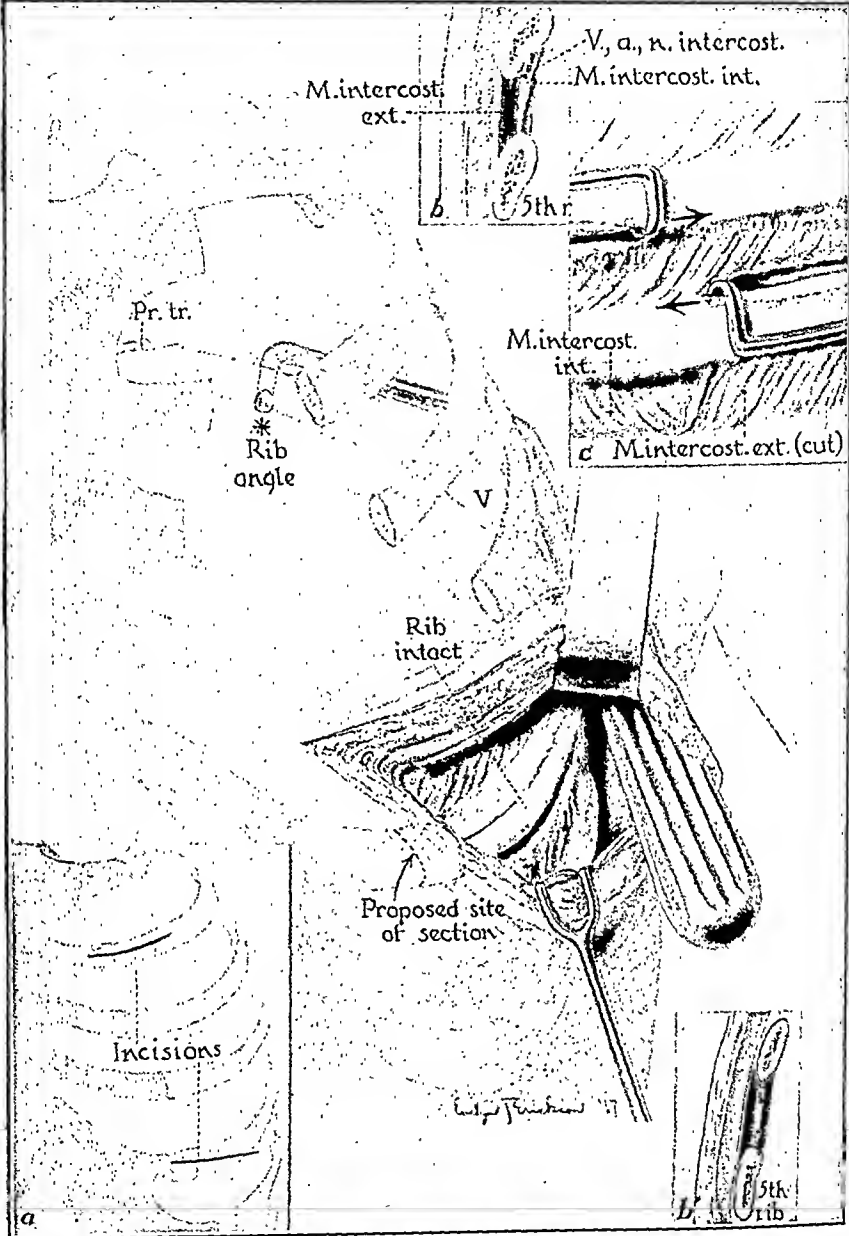 V., a., n. intercost.
M. intercost. int.
M. intercost.
ext.
b
5th r
Pr. tr.
M. intercost.
int.
c M. intercost. ext. (cut)
*
Rib
angle
V
Rib
intact
Proposed site
of section
Incisions
a
b'
5th
rib